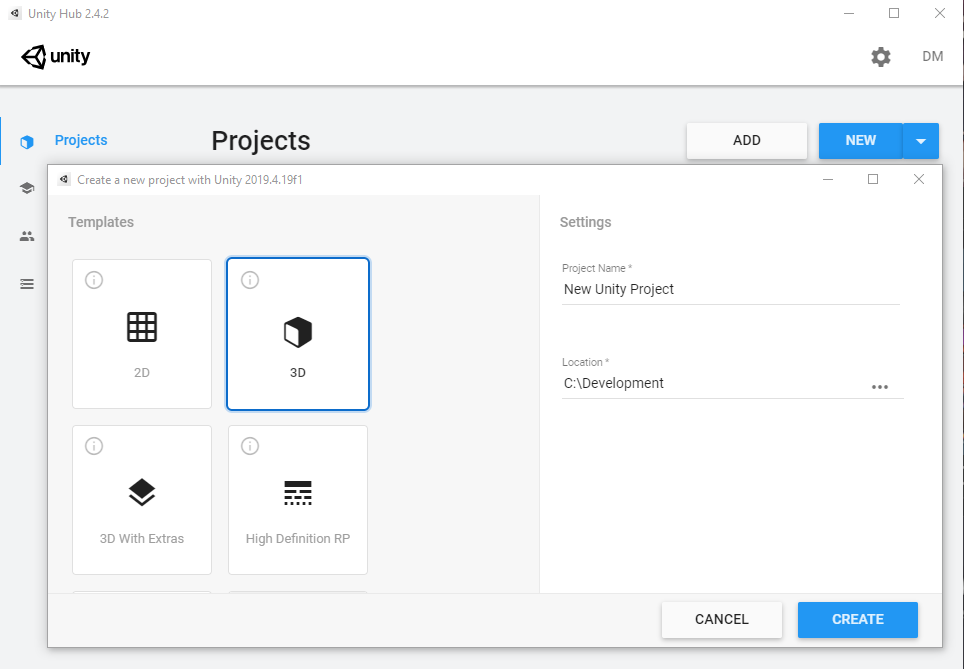 Unity Hub 2.4.2
unity
DM
Projects
Projects
ADD
NEW
Create a new project with Unity 2019.4.19f1
Templates
Settings
2D
3D
Project Name *
New Unity Project
Location *
C:\Development
3D With Extras
High Definition RP
CANCEL
CREATE